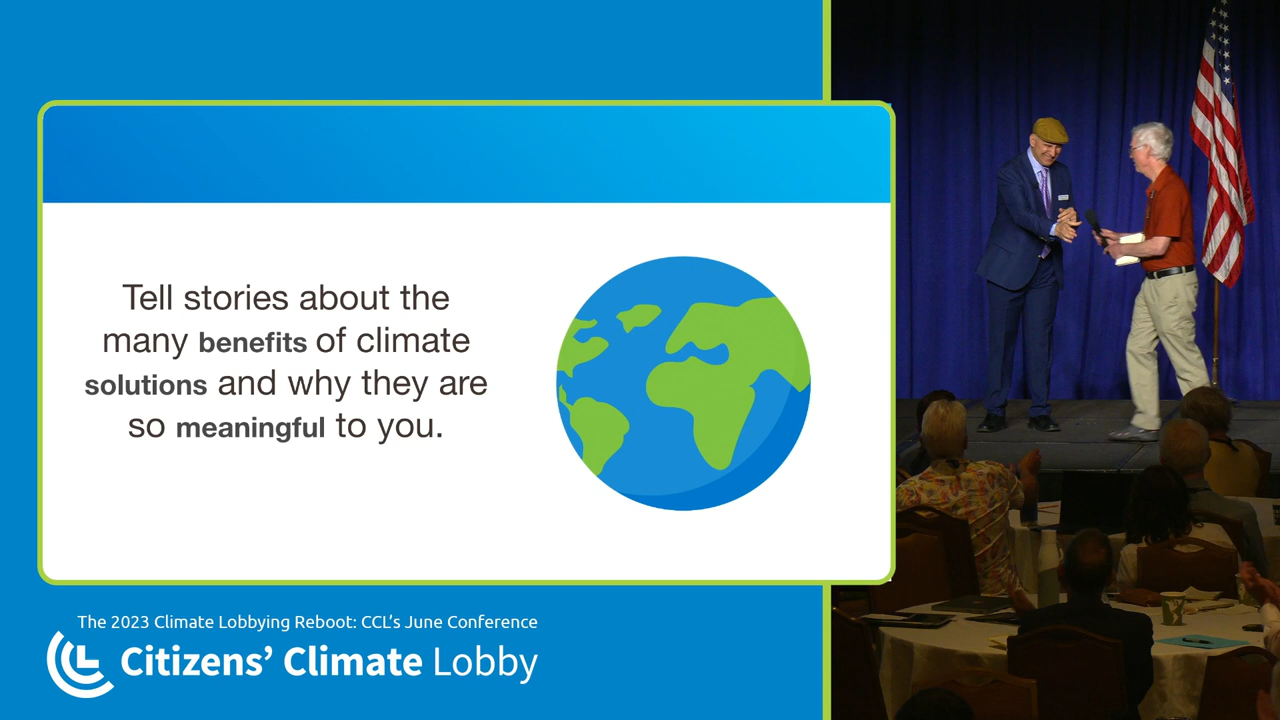 Tell stories about the
many benefits of climate
solutions and why they are
so meaningful to you.
The 2023 Climate Lobbying Reboot: CCL’s June Conference
Citizens’ Climate Lobby